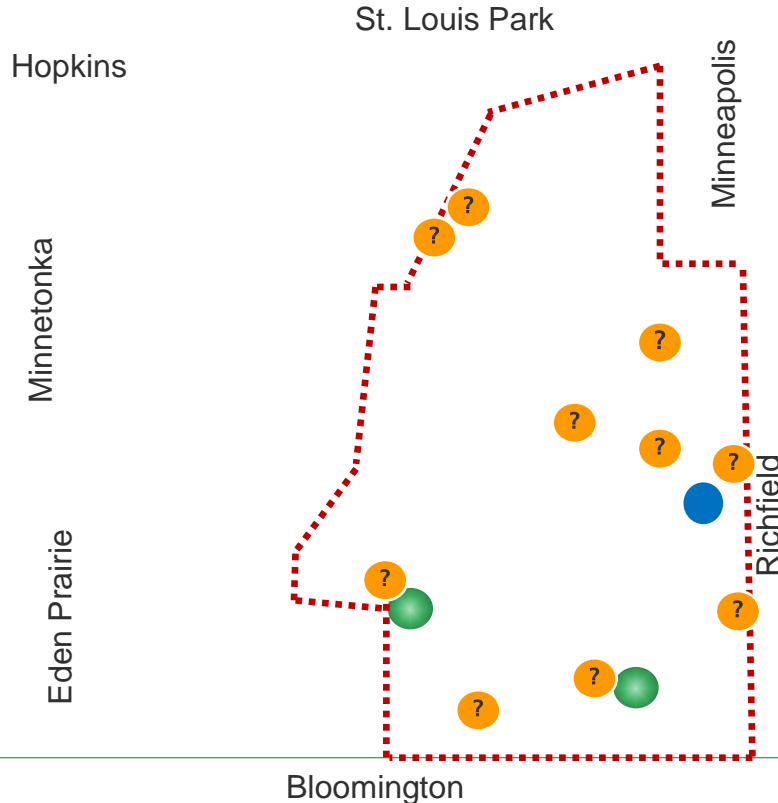 St. Louis Park
Hopkins
Minneapolis
?
?
Minnetonka
?
?
?
?
Richfield
Eden Prairie
?
?
?
?
Bloomington